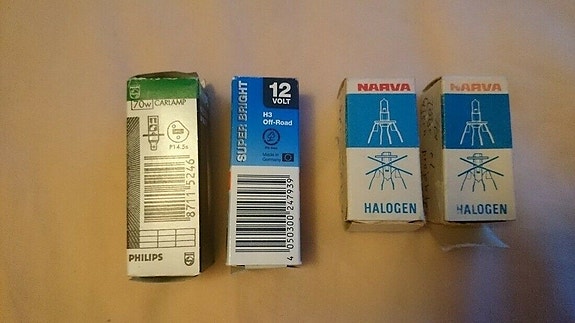 70w CARLAMP
P14.5s
8711 5246
PHILIPS
SUPER BRIGHT
12
VOLT
H3
Off-Road
Made in
Germany
4 050300 247939
NARVA
HALOGEN
NARVA
HALOGEN